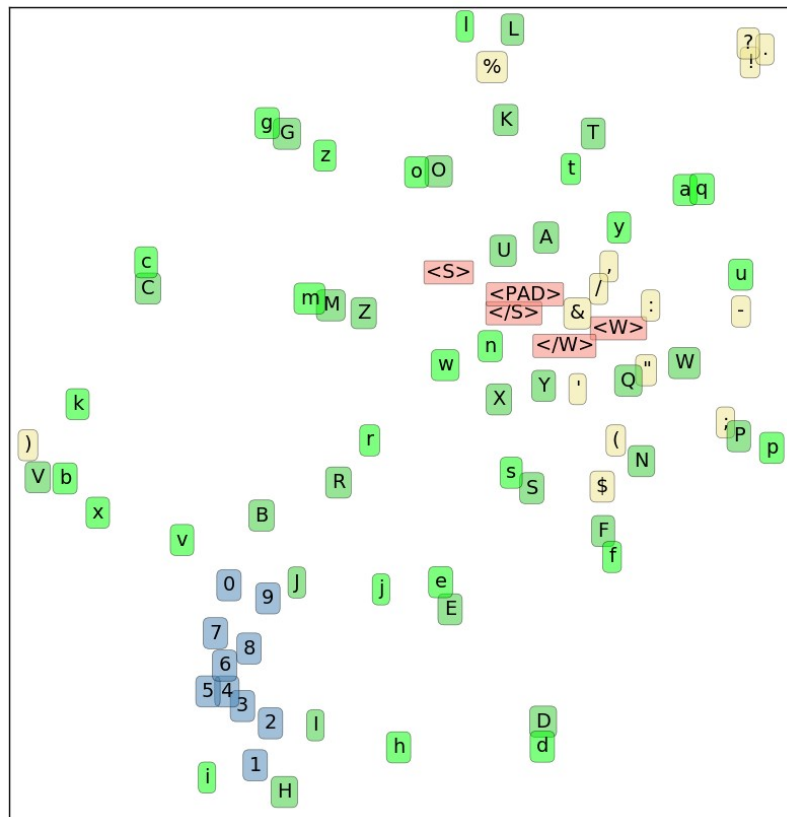 l L
? .
% !
g G K T
z o O t
a q
y
U A
c <S> , u
C m M Z <PAD> / : -
</S> & <W>
n </W>
w " W
X Y ' Q
k
) r ( ; P p
V b R s S $ N
x B
v F f
0 9 J j e E
7 8
6
5 4 3
2 I D
h d
i 1 H